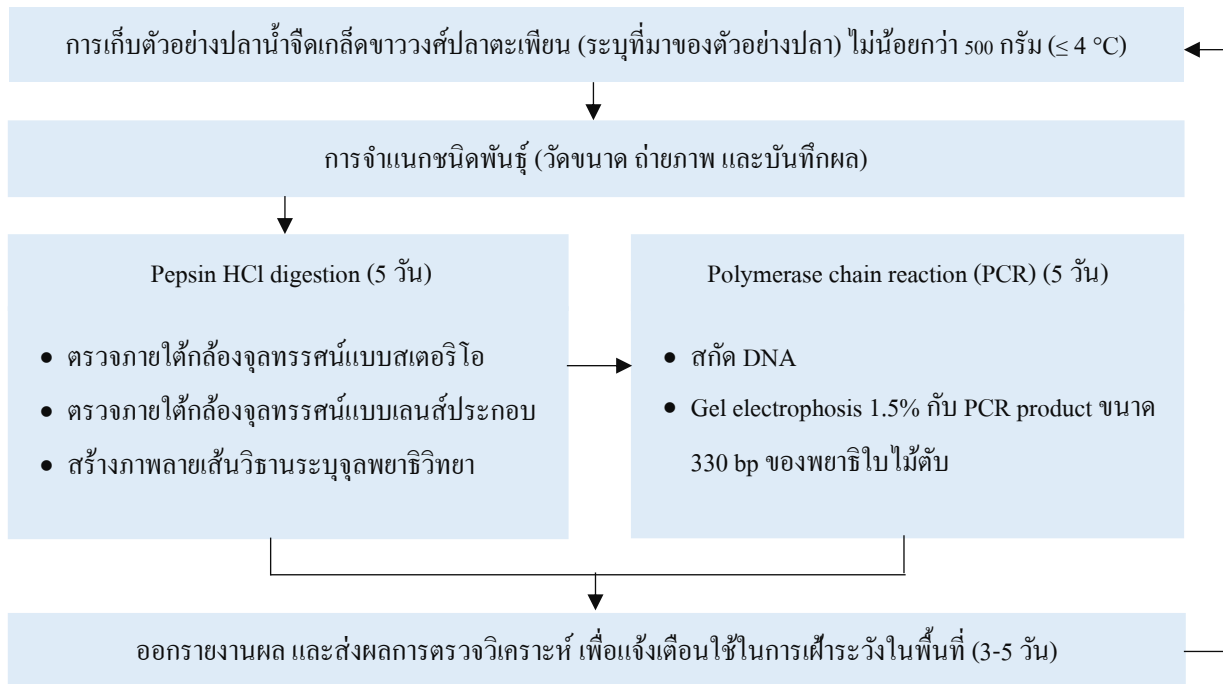 การเก็บตัวอย่างปลาน้ำจืดเกล็ดขาววงศ์ปลาตะเพียน (ระบุที่มาของตัวอย่างปลา) ไม่น้อยกว่า 500 กรัม (≤ 4 °C)
การจำแนกชนิดพันธุ์ (วัดขนาด ถ่ายภาพ และบันทึกผล)
Pepsin HCl digestion (5 วัน)
• ตรวจภายใต้กล้องจุลทรรศน์แบบสเตอริโอ
• ตรวจภายใต้กล้องจุลทรรศน์แบบเลนส์ประกอบ
• สร้างภาพลายเส้นวิธานระบุจุลพยาธิวิทยา
Polymerase chain reaction (PCR) (5 วัน)
• สกัด DNA
• Gel electrophosis 1.5% กับ PCR product ขนาด
330 bp ของพยาธิใบไม้ตับ
ออกรายงานผล และส่งผลการตรวจวิเคราะห์ เพื่อแจ้งเตือนใช้ในการเฝ้าระวังในพื้นที่ (3-5 วัน)